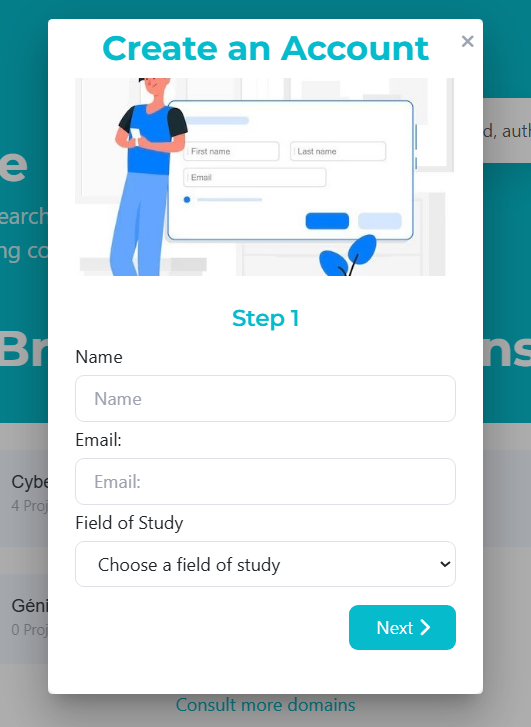 Create an Account
×
d, auth
e
First name
Last name
Email
earch
ng co
Step 1
Br
ns
Name
Name
Email:
Email:
Cybe
4 Proj
Field of Study
Choose a field of study
Géni
0 Proj
Next
Consult more domains